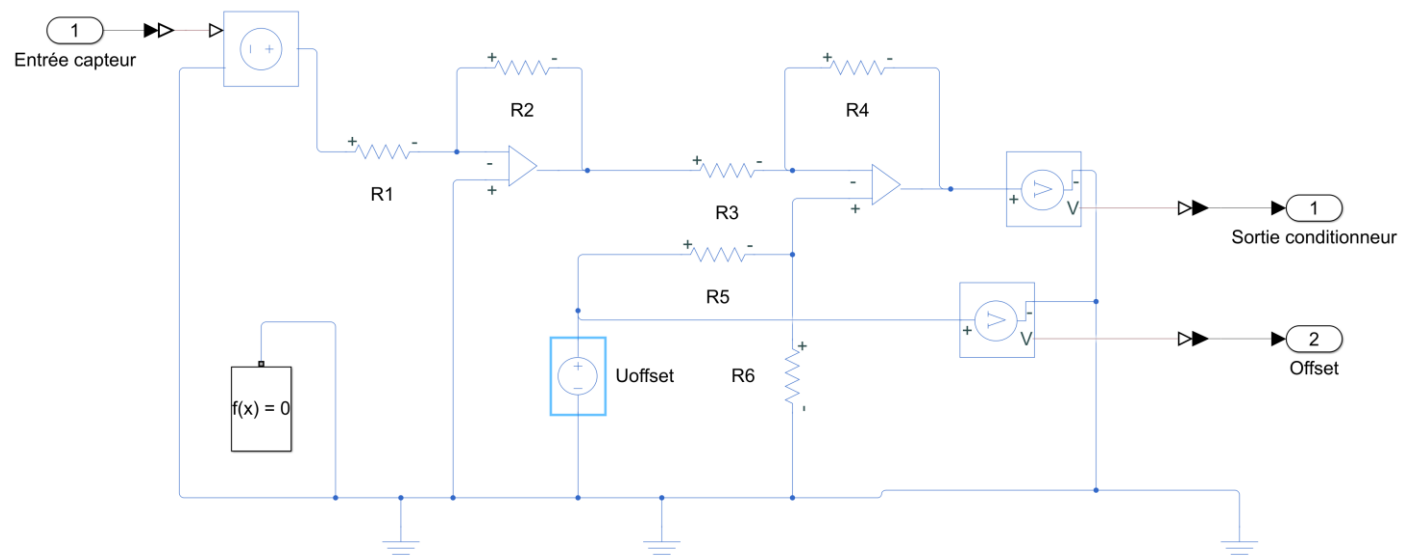 1
Entrée capteur
- +
+ -
R2
+ -
R4
+ -
R1
-
+
+ -
R3
-
+
+ V -
V
1
Sortie conditionneur
+ -
R5
+ V -
V
2
Offset
+
-
Uoffset
R6
+
-
f(x) = 0